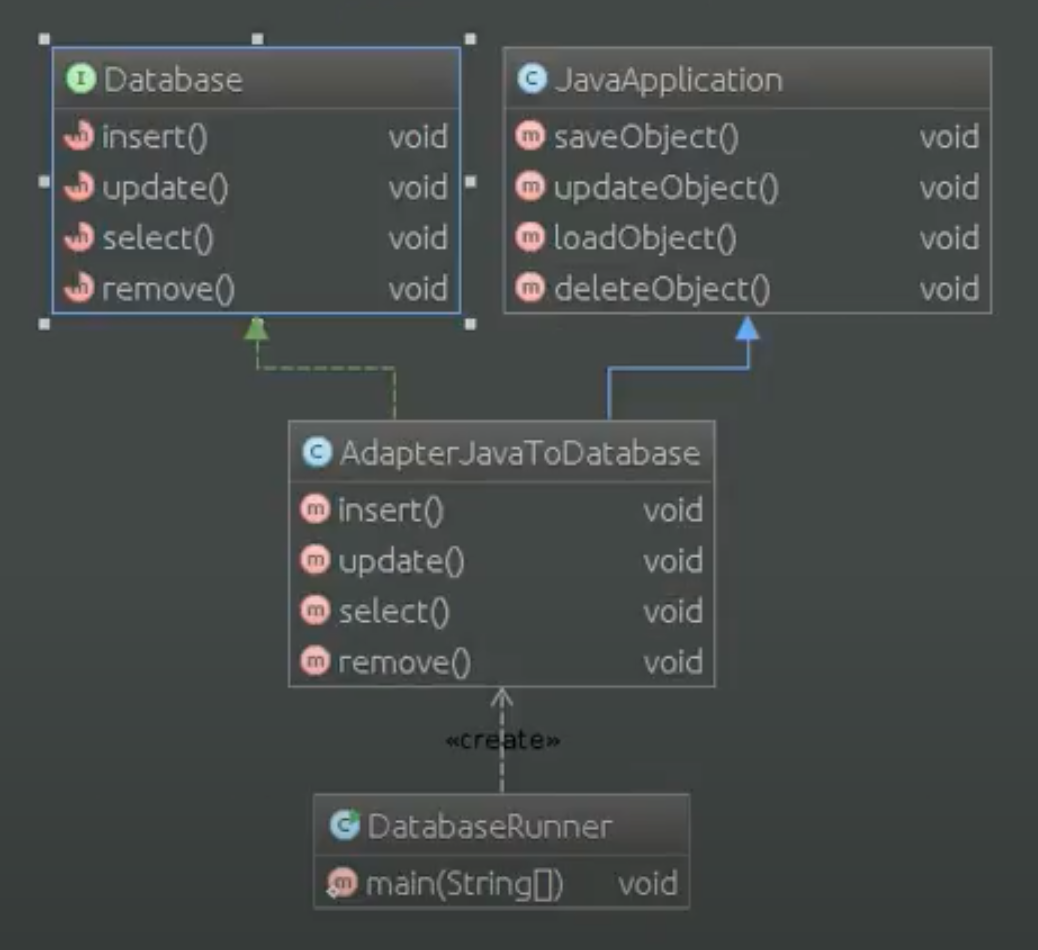 I Database
insert() void
update() void
select() void
remove() void
C JavaApplication
m saveObject() void
m updateObject() void
m loadObject() void
m deleteObject() void
C AdapterJavaToDatabase
m insert() void
m update() void
m select() void
m remove() void
«create»
C DatabaseRunner
m main(String[]) void